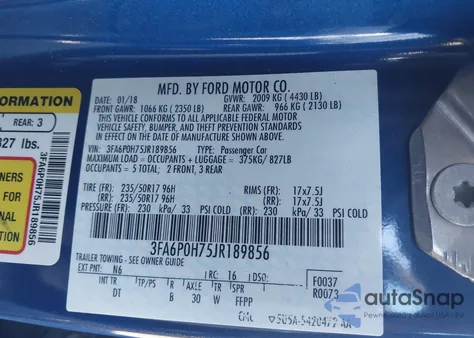 MFD. BY FORD MOTOR CO.
DATE: 01/18 GVWR: 2009 KG ( 4430 LB)
FRONT GAWR: 1066 KG ( 2350 LB) REAR GAWR: 966 KG ( 2130 LB)
THIS VEHICLE CONFORMS TO ALL APPLICABLE FEDERAL MOTOR
VEHICLE SAFETY, BUMPER, AND THEFT PREVENTION STANDARDS IN
EFFECT ON THE DATE OF MANUFACTURE SHOWN ABOVE.
VIN: 3FA6P0H75JR189856 TYPE: Passenger Car
MAXIMUM LOAD = OCCUPANTS + LUGGAGE = 375KG/ 827LB
OCCUPANTS = 5 TOTAL; 2 FRONT, 3 REAR
TIRE (F): 235/50R17 96H RIMS (F): 17x7.5J
(R): 235/50R17 96H (R): 17x7.5J
PRESSURE (F): 230 kPa/ 33 PSI COLD (R): 230 kPa/ 33 PSI COLD
3FA6P0H75JR189856
TRAILER TOWING - SEE OWNER GUIDE
EXT PNT: N6 RC: 16 DSO: F0037
INT TR TP/PS R AXLE TR SPR R0073
DT B 30 W FFPP
ORMATION
REAR: 3
827 lbs.
NERS
3FA6P0H75JR189856
autoSnap